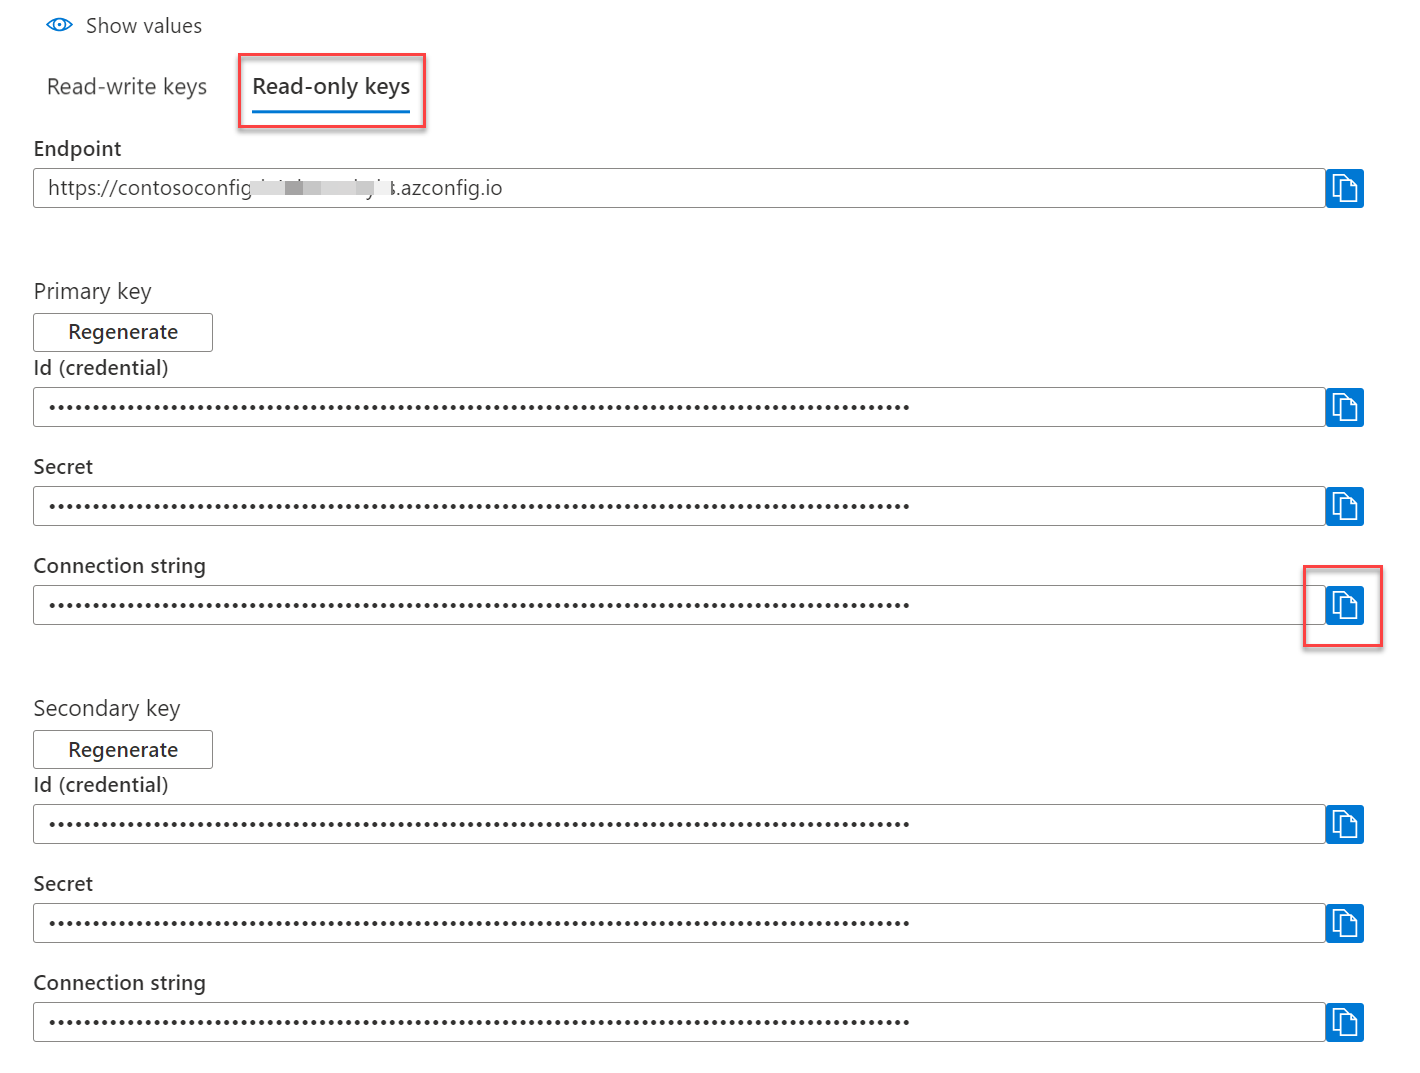 Show values
Read-write keys Read-only keys
Endpoint
https://contosoconfig .azconfig.io
Primary key
Regenerate
Id (credential)
••••••••••••••••••••••••••••••••••••••••••••••••••••••••••••••••••••••••••••••••••••••••••••••••••••
Secret
••••••••••••••••••••••••••••••••••••••••••••••••••••••••••••••••••••••••••••••••••••••••••••••••••••
Connection string
••••••••••••••••••••••••••••••••••••••••••••••••••••••••••••••••••••••••••••••••••••••••••••••••••••
Secondary key
Regenerate
Id (credential)
••••••••••••••••••••••••••••••••••••••••••••••••••••••••••••••••••••••••••••••••••••••••••••••••••••
Secret
••••••••••••••••••••••••••••••••••••••••••••••••••••••••••••••••••••••••••••••••••••••••••••••••••••
Connection string
••••••••••••••••••••••••••••••••••••••••••••••••••••••••••••••••••••••••••••••••••••••••••••••••••••